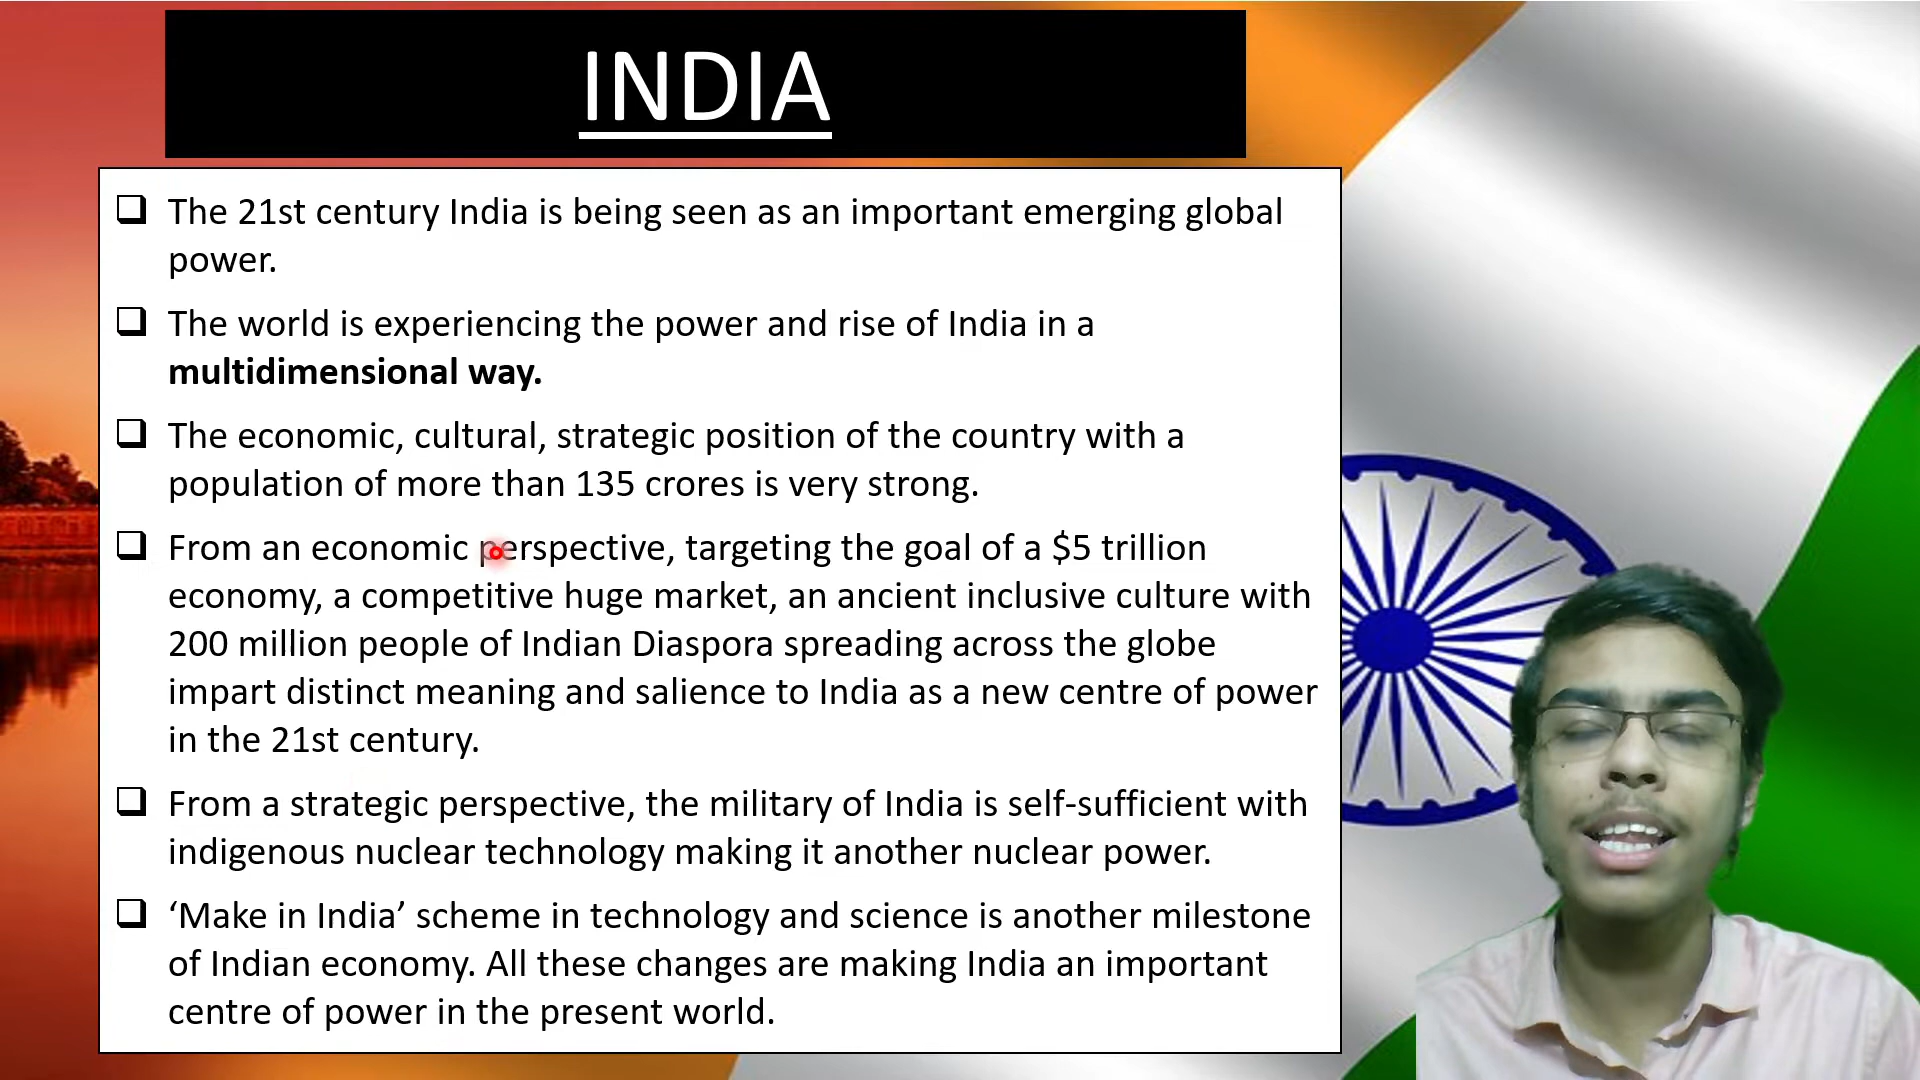 INDIA
The 21st century India is being seen as an important emerging global
power.
The world is experiencing the power and rise of India in a
multidimensional way.
The economic, cultural, strategic position of the country with a
population of more than 135 crores is very strong.
From an economic perspective, targeting the goal of a $5 trillion
economy, a competitive huge market, an ancient inclusive culture with
200 million people of Indian Diaspora spreading across the globe
impart distinct meaning and salience to India as a new centre of power
in the 21st century.
From a strategic perspective, the military of India is self-sufficient with
indigenous nuclear technology making it another nuclear power.
‘Make in India’ scheme in technology and science is another milestone
of Indian economy. All these changes are making India an important
centre of power in the present world.